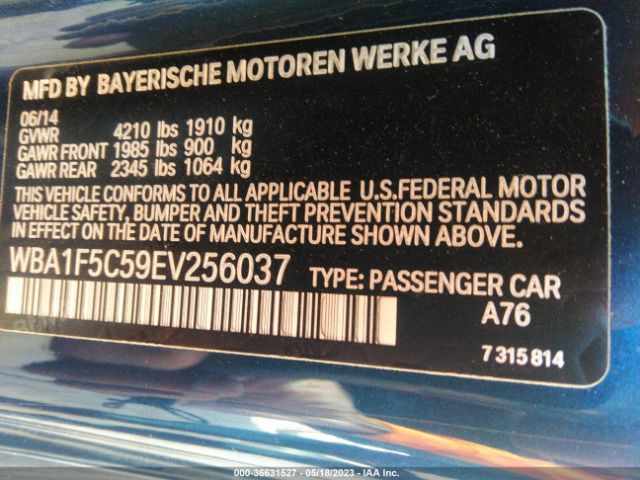 MFD BY BAYERISCHE MOTOREN WERKE AG
06/14
GVWR 4210 lbs 1910 kg
GAWR FRONT 1985 lbs 900 kg
GAWR REAR 2345 lbs 1064 kg
THIS VEHICLE CONFORMS TO ALL APPLICABLE U.S.FEDERAL MOTOR
VEHICLE SAFETY, BUMPER AND THEFT PREVENTION STANDARDS
IN EFFECT ON THE DATE OF MANUFACTURE SHOWN ABOVE.
WBA1F5C59EV256037 TYPE: PASSENGER CAR
A76
7 315 814
000-36631527 - 05/18/2023 - IAA Inc.